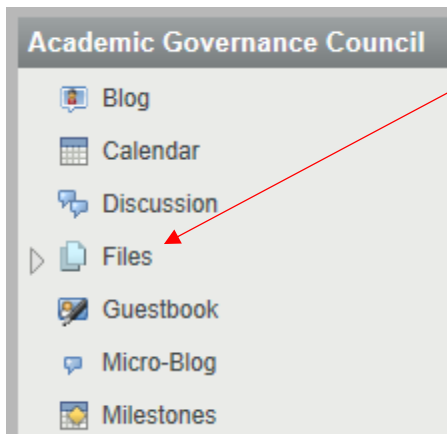 Academic Governance Council
Blog
Calendar
Discussion
Files
Guestbook
Micro-Blog
Milestones